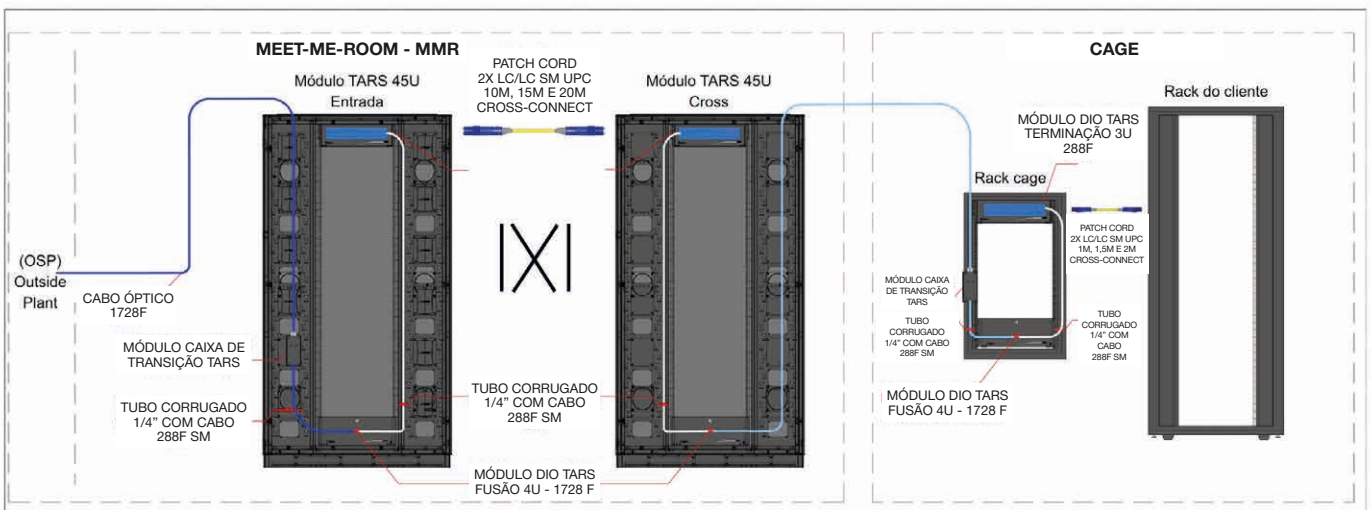 MEET-ME-ROOM - MMR
Módulo TARS 45U
Entrada
PATCH CORD
2X LC/LC SM UPC
10M, 15M E 20M
CROSS-CONNECT
Módulo TARS 45U
Cross
(OSP)
Outside
Plant
CABO ÓPTICO
1728F
MÓDULO CAIXA DE
TRANSIÇÃO TARS
TUBO CORRUGADO
1/4” COM CABO
288F SM
TUBO CORRUGADO
1/4” COM CABO
288F SM
MÓDULO DIO TARS
FUSÃO 4U - 1728 F
CAGE
Rack do cliente
MÓDULO DIO TARS
TERMINAÇÃO 3U
288F
Rack cage
PATCH CORD
2X LC/LC SM UPC
1M, 1,5M E 2M
CROSS-CONNECT
MÓDULO CAIXA
DE TRANSIÇÃO
TARS
TUBO
CORRUGADO
1/4” COM CABO
288F SM
TUBO
CORRUGADO
1/4” COM
CABO
288F SM
MÓDULO DIO TARS
FUSÃO 4U - 1728 F